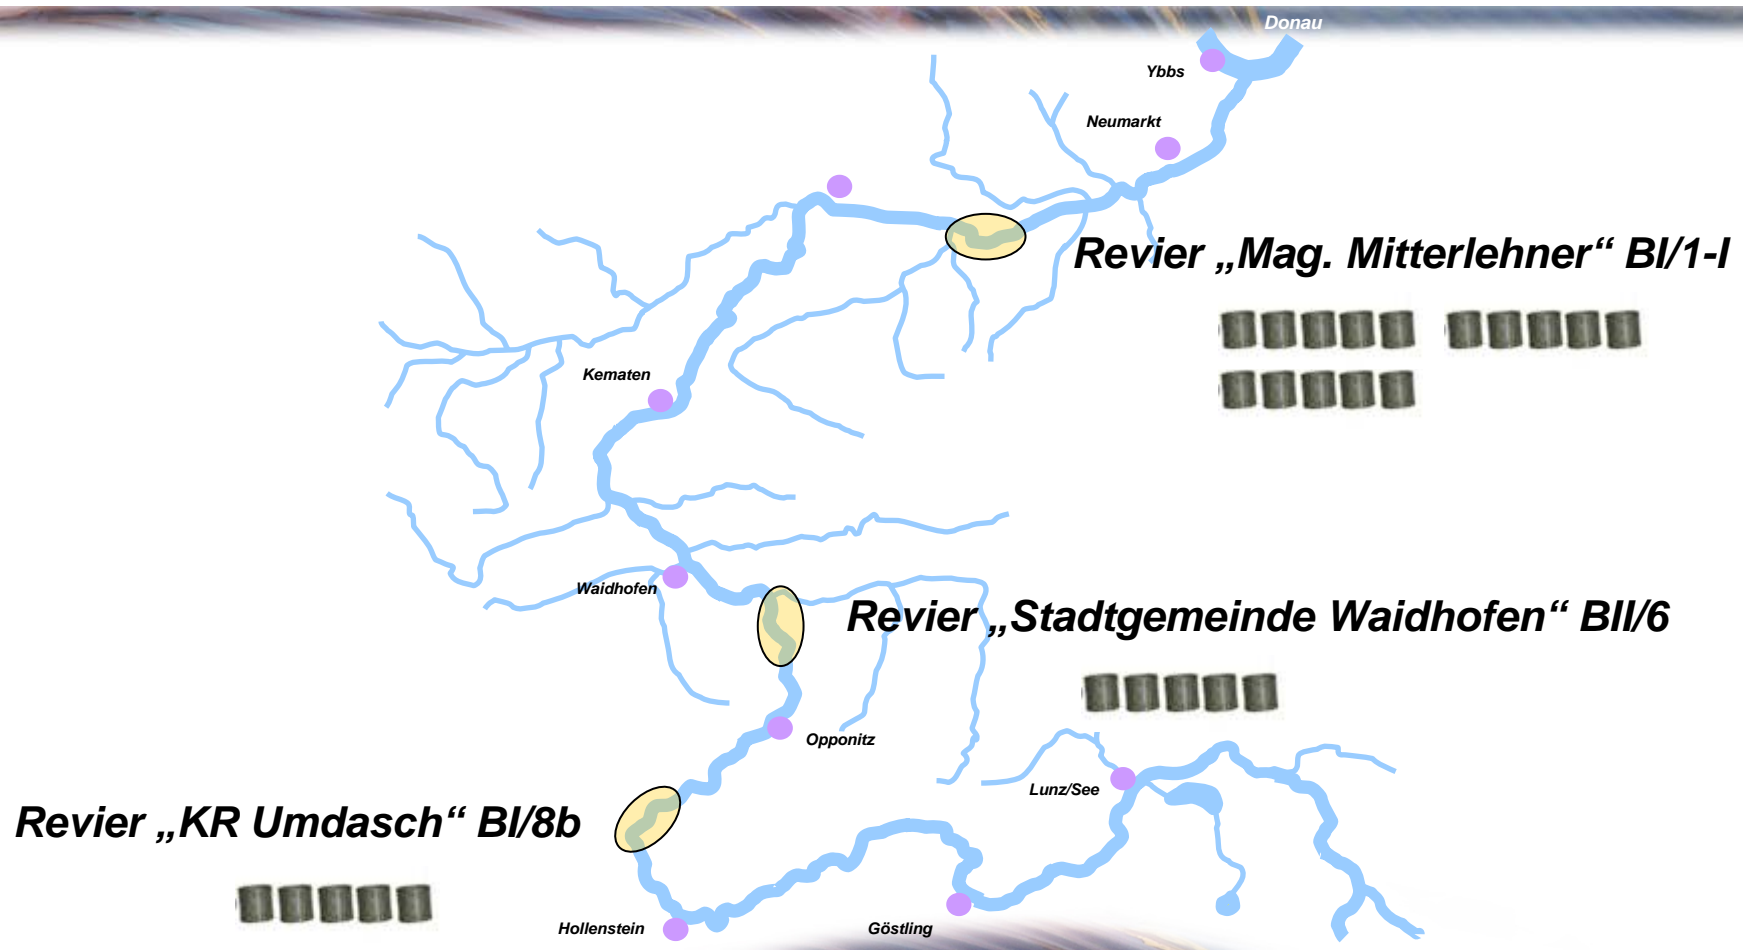 Donau
Ybbs
Neumarkt
Revier „Mag. Mitterlehner“ BI/1-I
Kematen
Waidhofen
Revier „Stadtgemeinde Waidhofen“ BII/6
Opponitz
Lunz/See
Revier „KR Umdasch“ BI/8b
Hollenstein
Göstling